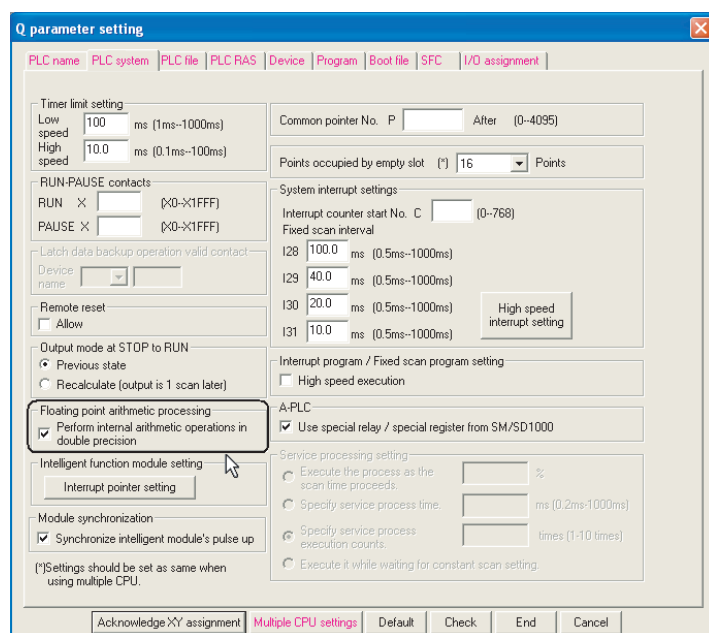 Q parameter setting
PLC name PLC system PLC file PLC RAS Device Program Boot file SFC I/O assignment
Timer limit setting
Low speed 100 ms (1ms--1000ms)
High speed 10.0 ms (0.1ms--100ms)
RUN-PAUSE contacts
RUN X (X0--X1FFF)
PAUSE X (X0--X1FFF)
Latch data backup operation valid contact
Device name
Remote reset
Allow
Output mode at STOP to RUN
Previous state
Recalculate (output is 1 scan later)
Floating point arithmetic processing
Perform internal arithmetic operations in
double precision
Intelligent function module setting
Interrupt pointer setting
Module synchronization
Synchronize intelligent module's pulse up
(*)Settings should be set as same when
using multiple CPU.
Common pointer No. P After (0--4095)
Points occupied by empty slot (*) 16 Points
System interrupt settings
Interrupt counter start No. C (0--768)
Fixed scan interval
I28 100.0 ms (0.5ms--1000ms)
I29 40.0 ms (0.5ms--1000ms)
I30 20.0 ms (0.5ms--1000ms)
I31 10.0 ms (0.5ms--1000ms)
High speed
interrupt setting
Interrupt program / Fixed scan program setting
High speed execution
A-PLC
Use special relay / special register from SM/SD1000
Service processing setting
Execute the process as the
scan time proceeds. %
Specify service process time. ms (0.2ms-1000ms)
Specify service process
execution counts. times (1-10 times)
Execute it while waiting for constant scan setting.
Acknowledge XY assignment Multiple CPU settings Default Check End Cancel